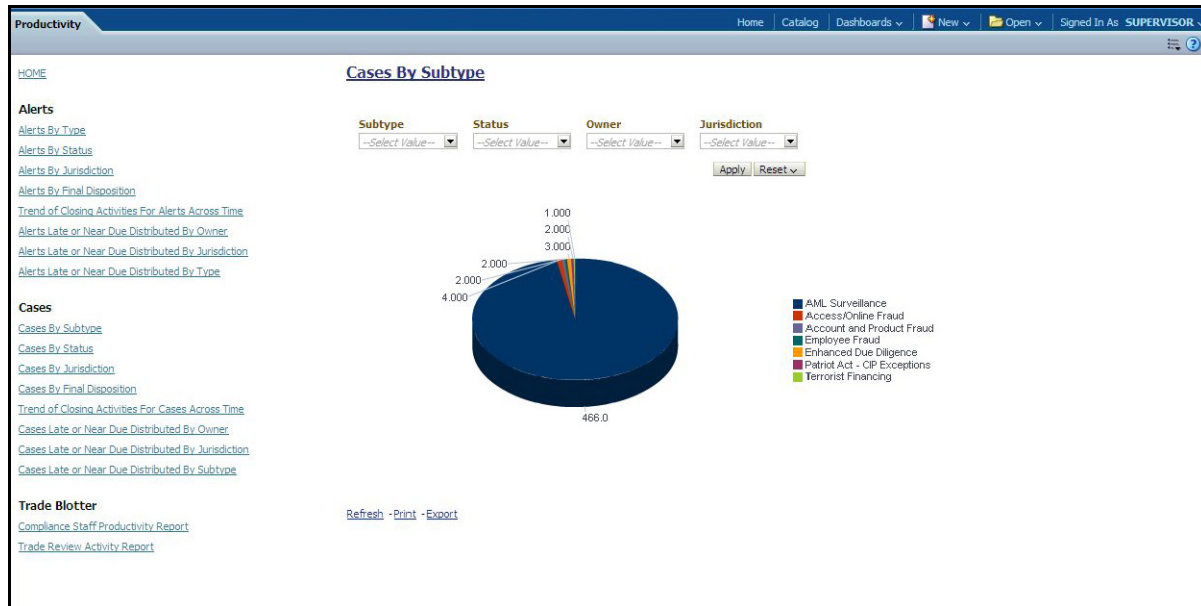 Productivity
Home Catalog Dashboards New Open Signed In As SUPERVISOR
HOME
Alerts
Alerts By Type
Alerts By Status
Alerts By Jurisdiction
Alerts By Final Disposition
Trend of Closing Activities For Alerts Across Time
Alerts Late or Near Due Distributed By Owner
Alerts Late or Near Due Distributed By Jurisdiction
Alerts Late or Near Due Distributed By Type
Cases
Cases By Subtype
Cases By Status
Cases By Jurisdiction
Cases By Final Disposition
Trend of Closing Activities For Cases Across Time
Cases Late or Near Due Distributed By Owner
Cases Late or Near Due Distributed By Jurisdiction
Cases Late or Near Due Distributed By Subtype
Trade Blotter
Compliance Staff Productivity Report
Trade Review Activity Report
Cases By Subtype
Subtype Status Owner Jurisdiction
--Select Value-- --Select Value-- --Select Value-- --Select Value--
Apply Reset
1.000
2.000
3.000
2.000
2.000
4.000
466.0
AML Surveillance
Access/Online Fraud
Account and Product Fraud
Employee Fraud
Enhanced Due Diligence
Patriot Act - CIP Exceptions
Terrorist Financing
Refresh - Print - Export